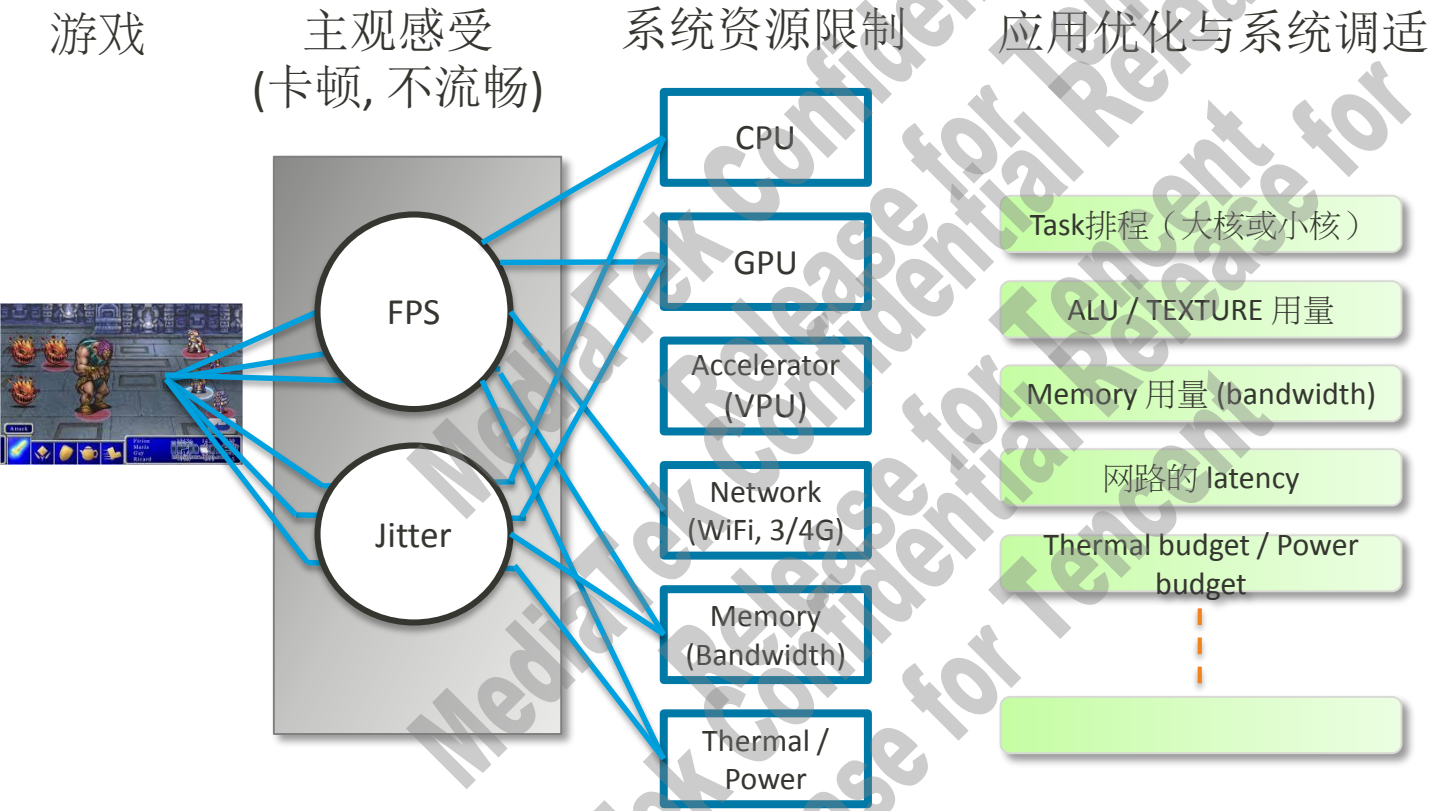 游戏
主观感受
(卡顿, 不流畅)
系统资源限制
应用优化与系统调适
FPS
Jitter
CPU
GPU
Accelerator
(VPU)
Network
(WiFi, 3/4G)
Memory
(Bandwidth)
Thermal /
Power
Task排程（大核或小核）
ALU / TEXTURE 用量
Memory 用量 (bandwidth)
网路的 latency
Thermal budget / Power
budget
Attack
MediaTek Confidential
Release for Tencent
MediaTek Confidential
Release for Tencent